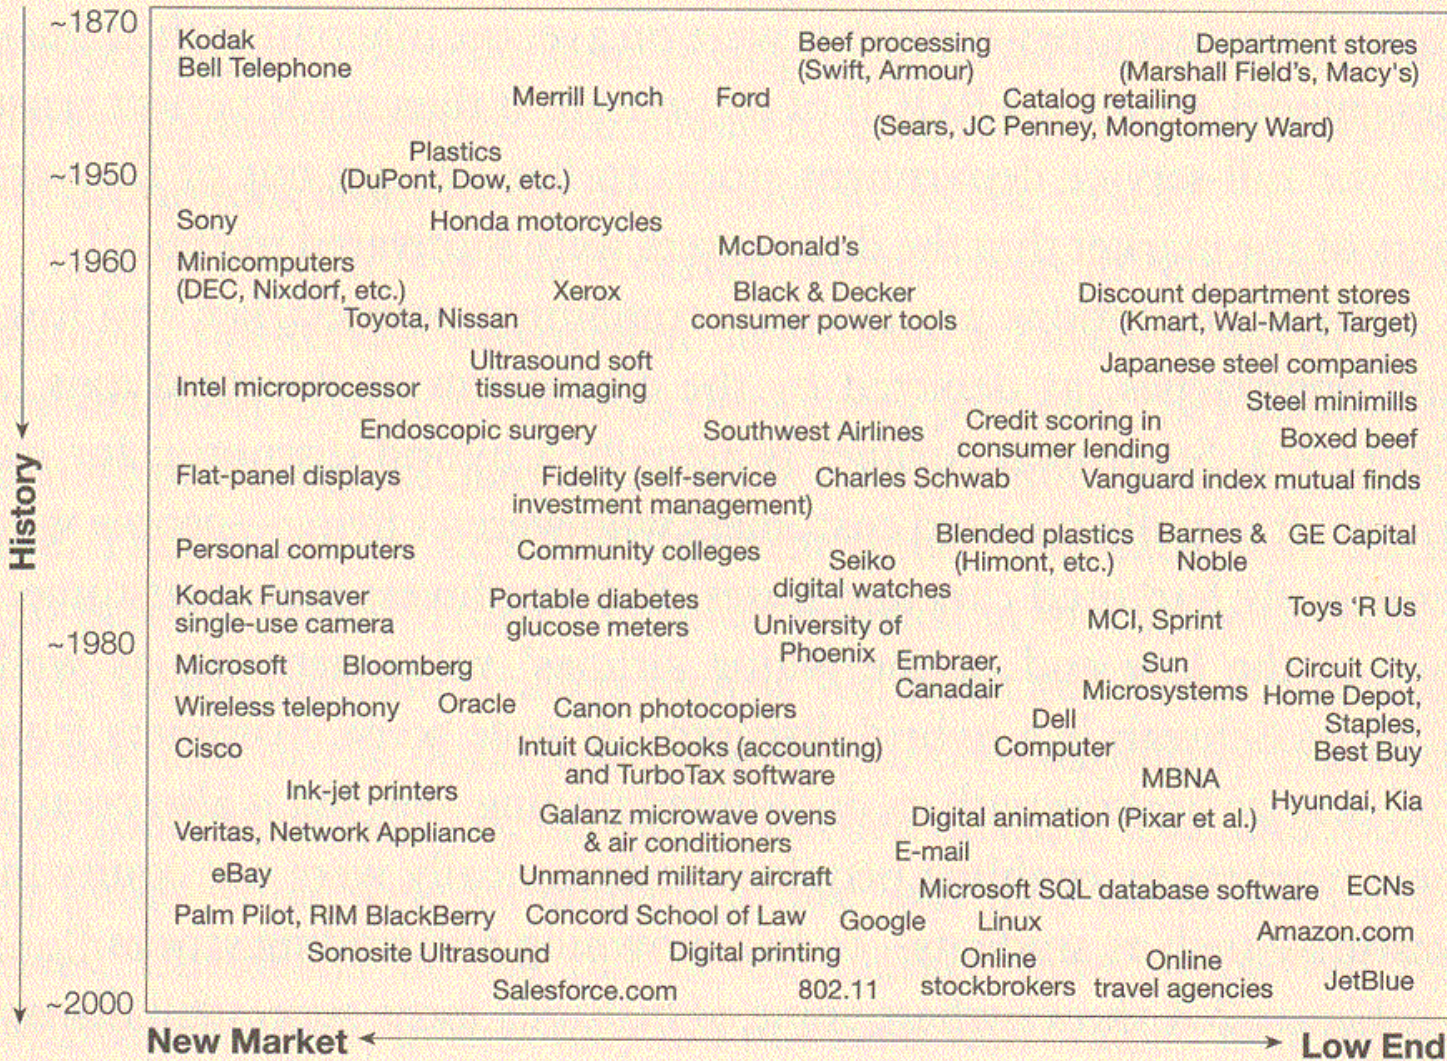 ~1870
Kodak
Bell Telephone
Beef processing
(Swift, Armour)
Department stores
(Marshall Field's, Macy's)
Merrill Lynch
Ford
Catalog retailing
(Sears, JC Penney, Mongtomery Ward)
Plastics
(DuPont, Dow, etc.)
~1950
Sony
Honda motorcycles
McDonald's
~1960
Minicomputers
(DEC, Nixdorf, etc.)
Xerox
Black & Decker
consumer power tools
Discount department stores
(Kmart, Wal-Mart, Target)
Toyota, Nissan
Ultrasound soft
tissue imaging
Japanese steel companies
Intel microprocessor
Steel minimills
Endoscopic surgery
Southwest Airlines
Credit scoring in
consumer lending
Boxed beef
Flat-panel displays
Fidelity (self-service
investment management)
Charles Schwab
Vanguard index mutual finds
History
Personal computers
Community colleges
Seiko
digital watches
Blended plastics
(Himont, etc.)
Barnes &
Noble
GE Capital
Kodak Funsaver
single-use camera
Portable diabetes
glucose meters
University of
Phoenix
MCI, Sprint
Toys 'R Us
~1980
Microsoft
Bloomberg
Embraer,
Canadair
Sun
Microsystems
Circuit City,
Home Depot,
Staples,
Best Buy
Wireless telephony
Oracle
Canon photocopiers
Dell
Computer
Cisco
Intuit QuickBooks (accounting)
and TurboTax software
MBNA
Ink-jet printers
Hyundai, Kia
Veritas, Network Appliance
Galanz microwave ovens
& air conditioners
Digital animation (Pixar et al.)
E-mail
eBay
Unmanned military aircraft
Microsoft SQL database software
ECNs
Palm Pilot, RIM BlackBerry
Concord School of Law
Google
Linux
Amazon.com
Sonosite Ultrasound
Digital printing
Online
stockbrokers
Online
travel agencies
JetBlue
Salesforce.com
802.11
~2000
New Market
Low End